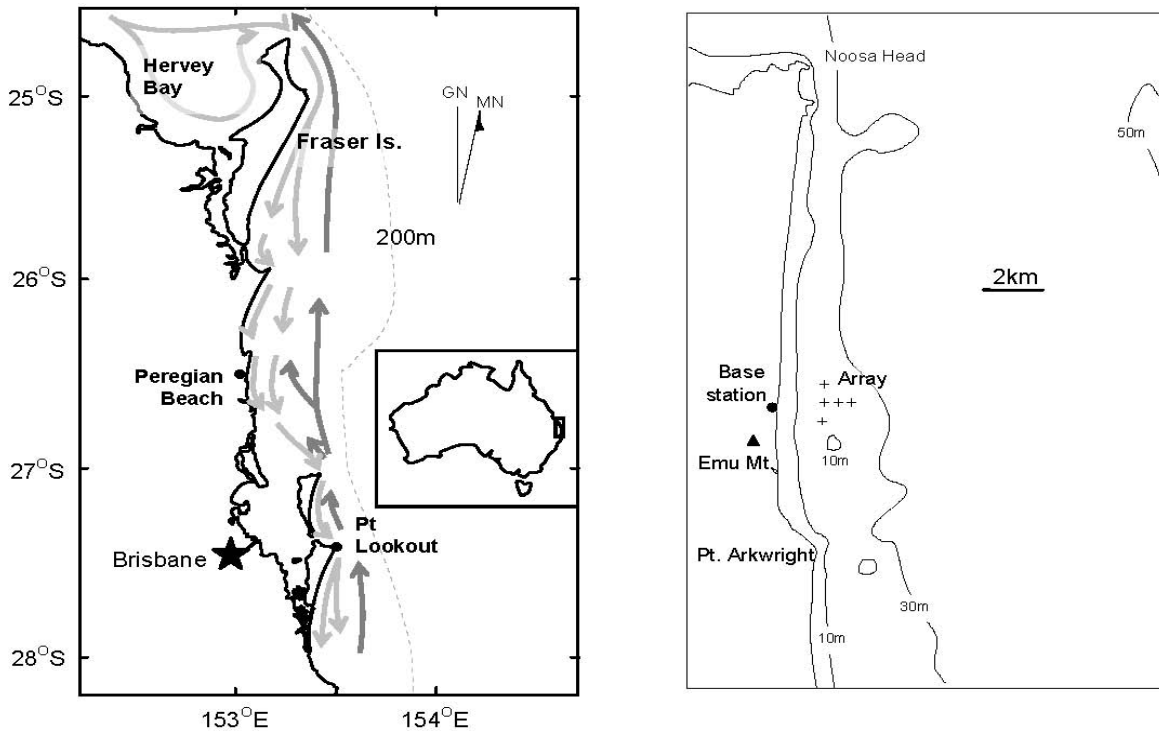 Hervey
Bay
25°S
GN
MN
Fraser Is.
200m
26°S
Peregian
Beach
27°S
Pt
Lookout
Brisbane
28°S
153°E
154°E
Noosa Head
50m
2km
Base
station
Array
Emu Mt.
10m
Pt. Arkwright
30m
10m